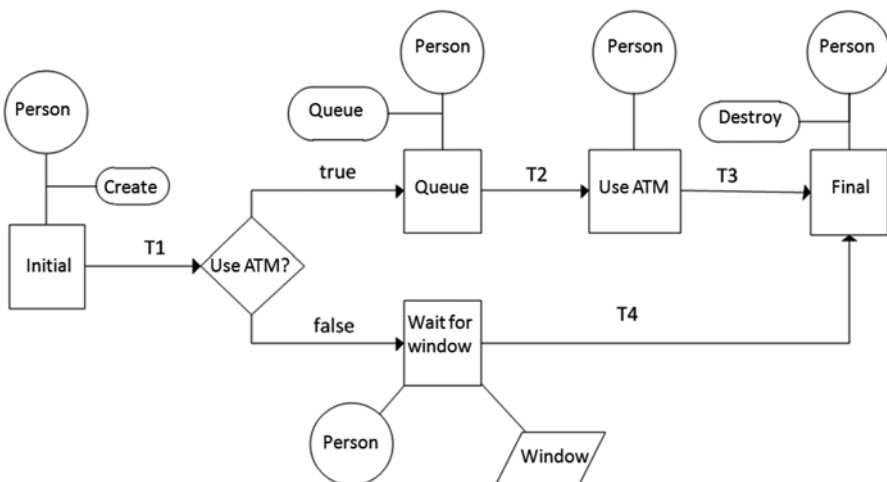 Person
Person
Person
Person
Queue
Destroy
Create
true
Queue
T2
Use ATM
T3
Final
Initial
T1
Use ATM?
false
Wait for
window
T4
Person
Window